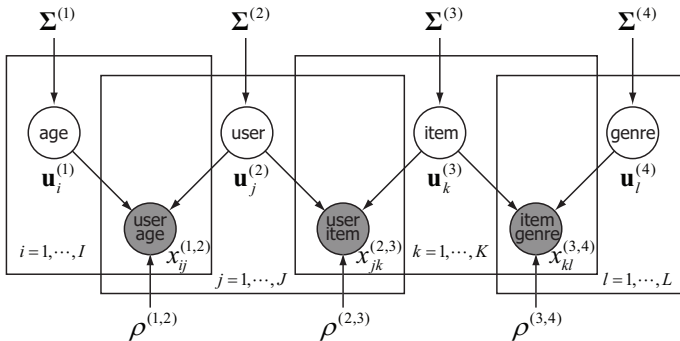 Σ^(1) Σ^(2) Σ^(3) Σ^(4)
age user item genre
u_i^(1) u_j^(2) u_k^(3) u_l^(4)
user age
user item
item genre
i = 1,⋯, I x_ij^(1,2) x_jk^(2,3) k = 1,⋯, K x_kl^(3,4)
j = 1,⋯, J l = 1,⋯, L
ρ^(1,2) ρ^(2,3) ρ^(3,4)